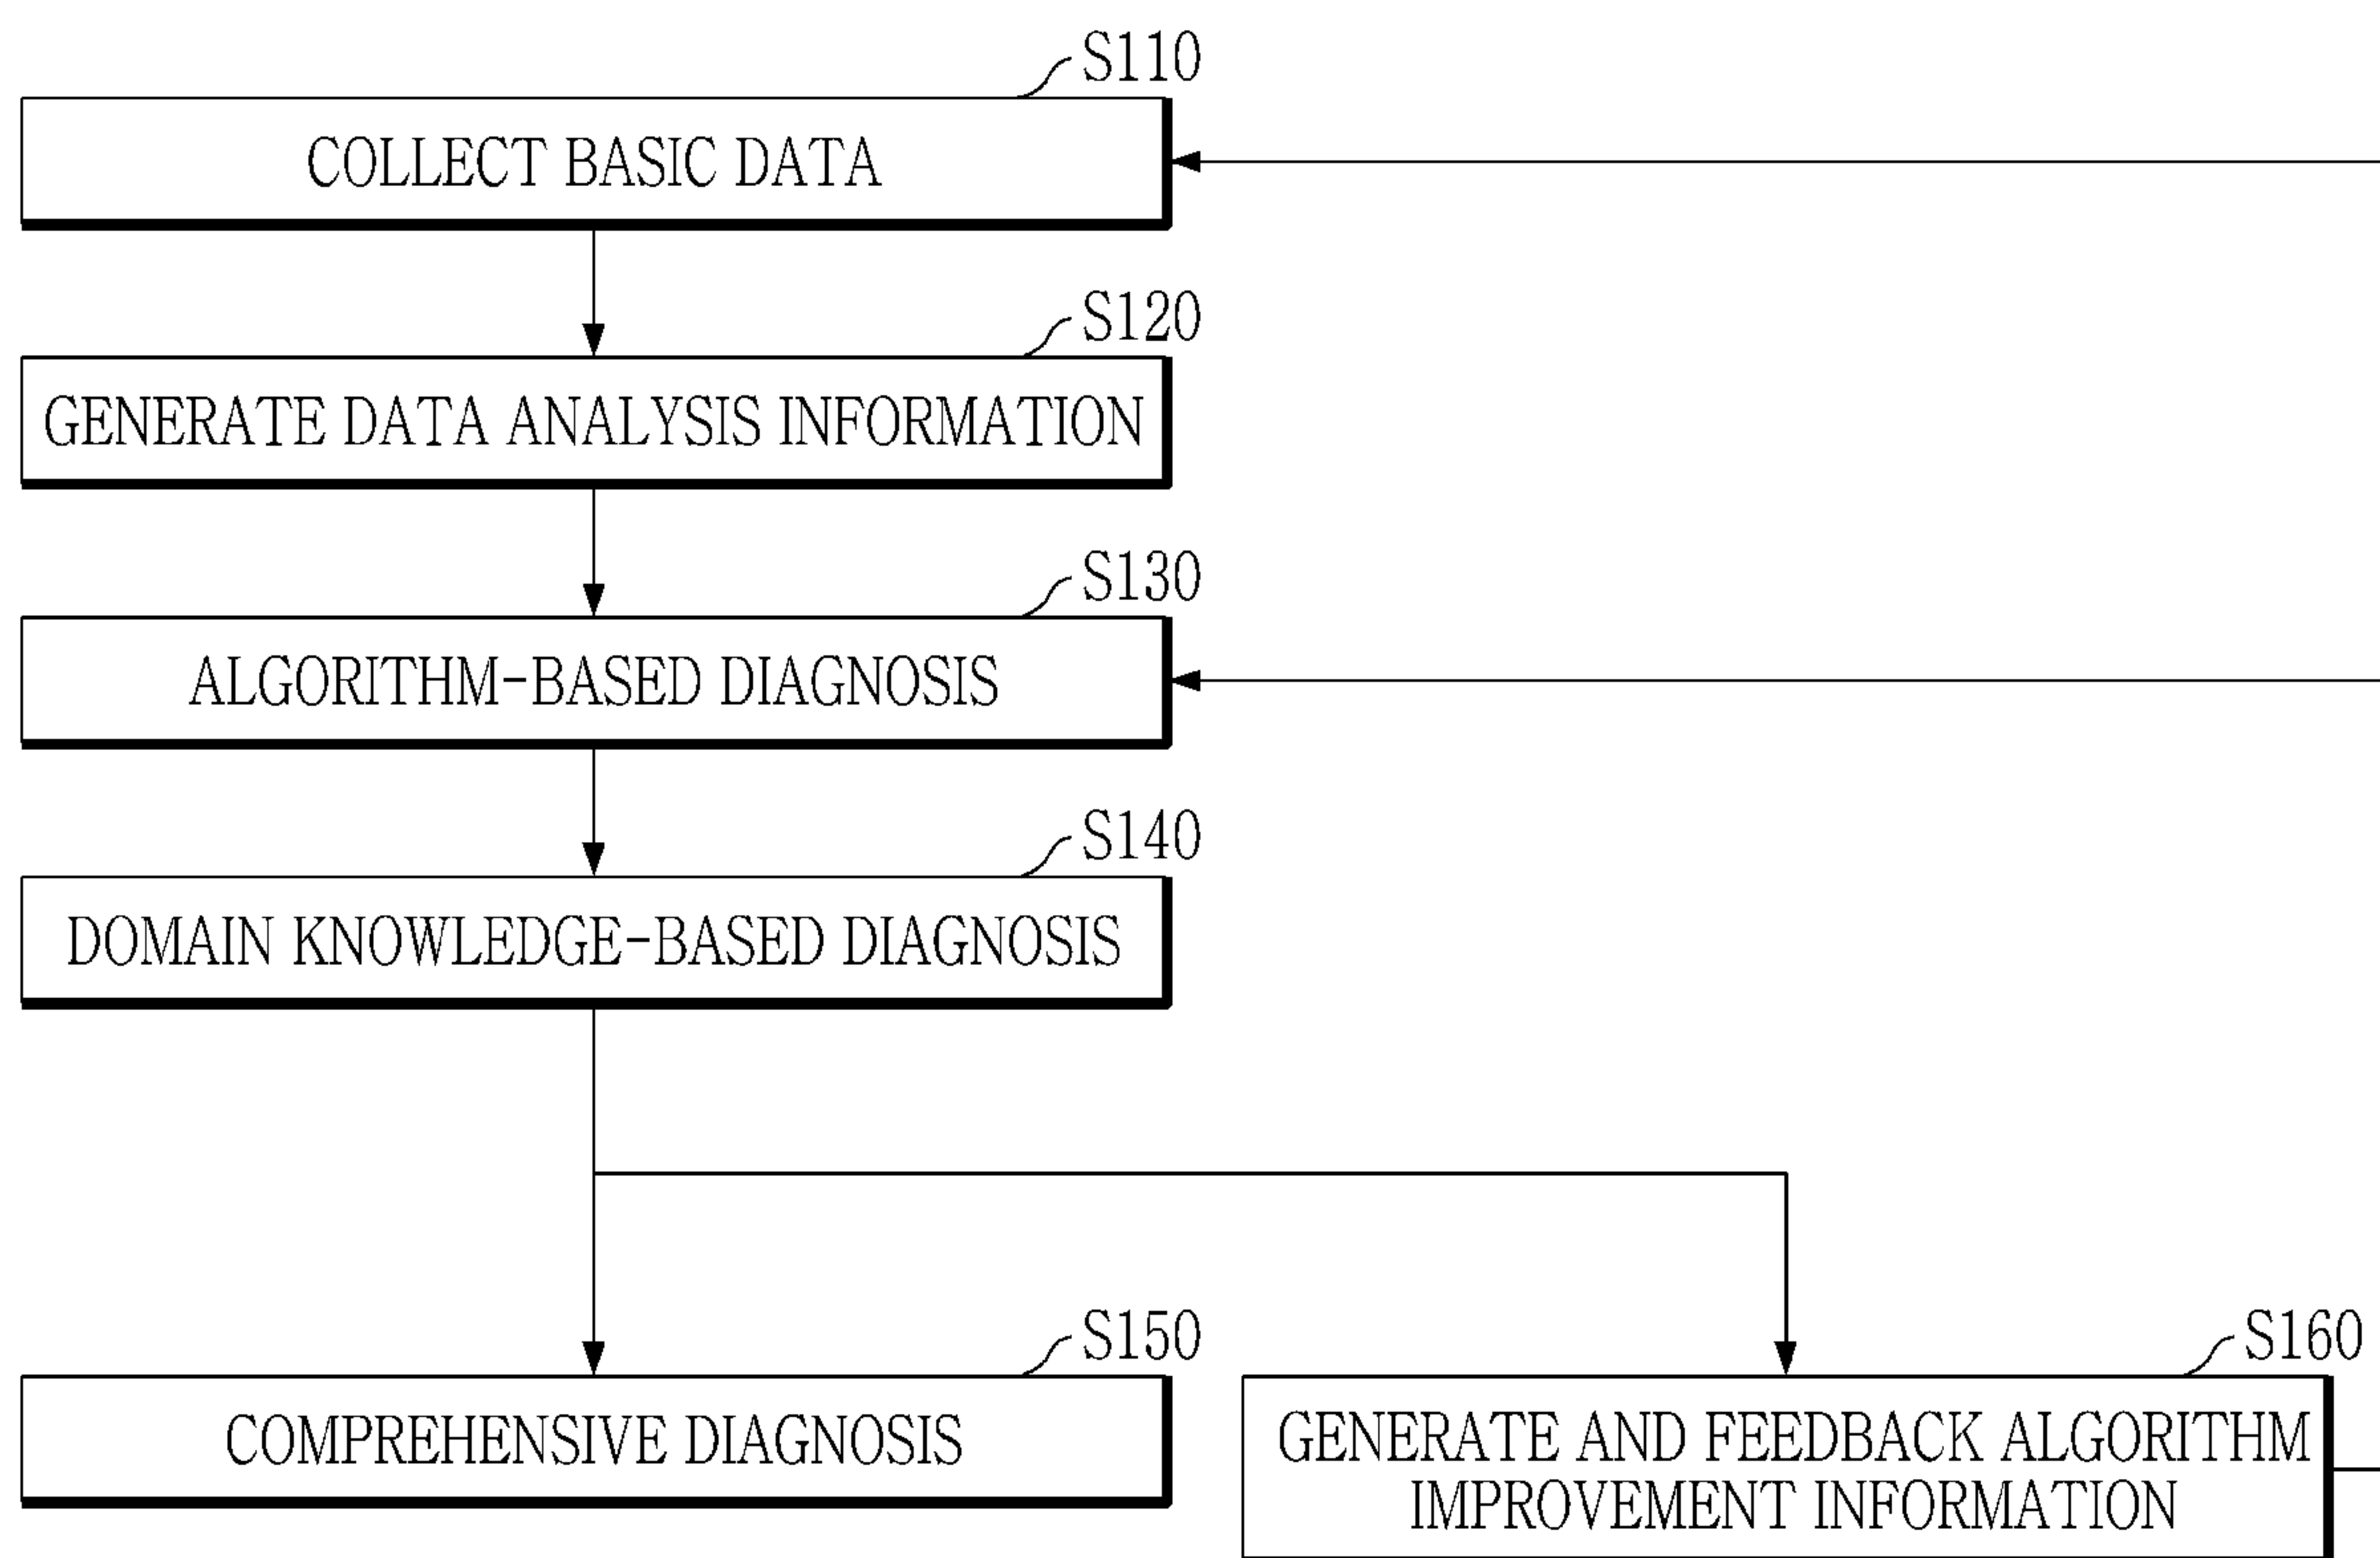 S110
COLLECT BASIC DATA
S120
GENERATE DATA ANALYSIS INFORMATION
S130
ALGORITHM-BASED DIAGNOSIS
S140
DOMAIN KNOWLEDGE-BASED DIAGNOSIS
S150
COMPREHENSIVE DIAGNOSIS
S160
GENERATE AND FEEDBACK ALGORITHM
IMPROVEMENT INFORMATION